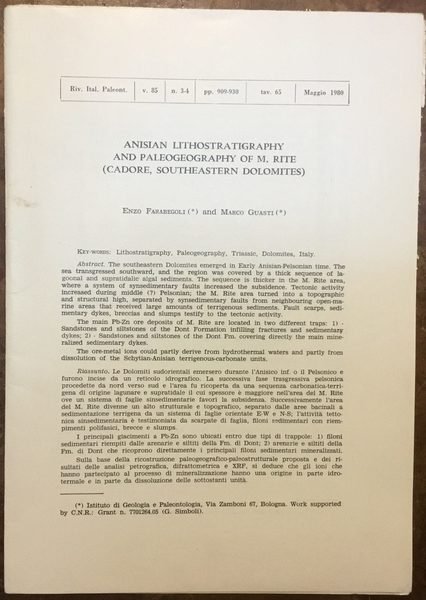 Riv. Ital. Paleont. v. 85 n. 3-4 pp. 909-930 tav. 65 Maggio 1980
ANISIAN LITHOSTRATIGRAPHY
AND PALEOGEOGRAPHY OF M. RITE
(CADORE, SOUTHEASTERN DOLOMITES)
ENZO FARABEGOLI (*) and MARCO GUASTI (*)
KEY-WORDS: Lithostratigraphy, Paleogeography, Triassic, Dolomites, Italy.
Abstract. The southeastern Dolomites emerged in Early Anisian-Pelsonian time. The
sea transgressed southward, and the region was covered by a thick sequence of la-
goonal and supratidalic algal sediments. The sequence is thicker in the M. Rite area,
where a system of synsedimentary faults increased the subsidence. Tectonic activity
increased during middle (?) Pelsonian; the M. Rite area turned into a topographic
and structural high, separated by synsedimentary faults from neighbouring open-ma-
rine areas that received large amounts of terrigenous sediments. Fault scarps, sedi-
mentary dykes, breccias and slumps testify to the tectonic activity.
The main Pb-Zn ore deposits of M. Rite are located in two different traps: 1) -
Sandstones and siltstones of the Dont Formation infilling fractures and sedimentary
dykes; 2) - Sandstones and siltstones of the Dont Fm. covering directly the main mine-
ralized sedimentary dykes.
The ore-metal ions could partly derive from hydrothermal waters and partly from
dissolution of the Scythian-Anisian terrigenous-carbonate units.
Riassunto. Le Dolomiti sudorientali emersero durante l'Anisico inf. o il Pelsonico e
furono incise da un reticolo idrografico. La successiva fase trasgressiva pelsonica
procedette da nord verso sud e l'area fu ricoperta da una sequenza carbonatica-terri-
gena di origine lagunare e supratidale il cui spessore è maggiore nell'area del M. Rite
ove un sistema di faglie sinsedimentarie favorì la subsidenza. Successivamente l'area
del M. Rite divenne un alto strutturale e topografico, separato dalle aree bacinali a
sedimentazione terrigena da un sistema di faglie orientate E-W e N-S; l'attività tetto-
nica sinsedimentaria è testimoniata da scarpate di faglia, filoni sedimentari con riem-
pimenti polifasici, brecce e slumps.
I principali giacimenti a Pb-Zn sono ubicati entro due tipi di trappole: 1) filoni
sedimentari riempiti dalle arenarie e siltiti della Fm. di Dont; 2) arenarie e siltiti della
Fm. di Dont che ricoprono direttamente i principali filoni sedimentari mineralizzati.
Sulla base della ricostruzione paleogeografico-paleostrutturale proposta e dei ri-
sultati delle analisi petrografica, difrattometrica e XRF, si deduce che gli ioni che
hanno partecipato al processo di mineralizzazione hanno una origine in parte idro-
termale e in parte da dissoluzione delle sottostanti unità.
(*) Istituto di Geologia e Paleontologia, Via Zamboni 67, Bologna. Work supported
by C.N.R.: Grant n. 7701264.05 (G. Simboli).